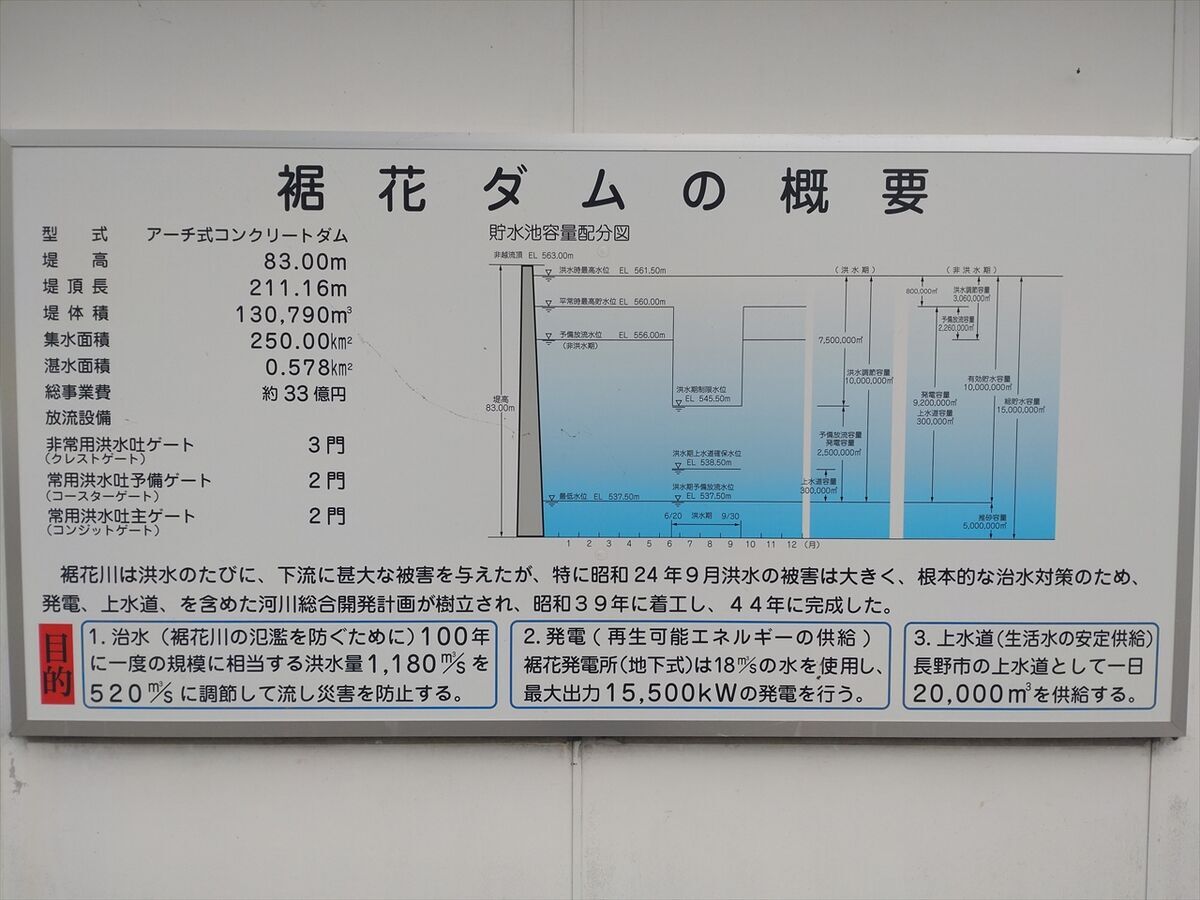 裾花ダムの概要
型式 アーチ式コンクリートダム
堤高 83.00m
堤頂長 211.16m
堤体積 130,790m³
集水面積 250.00km²
湛水面積 0.578km²
総事業費 約33億円
放流設備
非常用洪水吐ゲート 3門
(クレストゲート)
常用洪水吐予備ゲート 2門
(コースターゲート)
常用洪水吐主ゲート 2門
(コンジットゲート)
貯水池容量配分図
非越流頂 EL 563.00m
洪水時最高水位 EL 561.50m
平常時最高貯水位 EL 560.00m
予備放流水位 EL 556.00m
(非洪水期)
洪水期制限水位
EL 545.50m
堤高
83.00m
洪水期上水道確保水位
EL 538.50m
洪水期予備放流水位
EL 537.50m
最低水位 EL 537.50m
6/20 洪水期 9/30
1 2 3 4 5 6 7 8 9 10 11 12 (月)
(洪水期)
7,500,000㎥
洪水調節容量
10,000,000㎥
予備放流容量
発電容量
2,500,000㎥
上水道容量
300,000㎥
(非洪水期)
800,000㎥
洪水調節容量
3,060,000㎥
予備放流容量
2,260,000㎥
発電容量
9,200,000㎥
上水道容量
300,000㎥
有効貯水容量
10,000,000㎥
総貯水容量
15,000,000㎥
堆砂容量
5,000,000㎥
裾花川は洪水のたびに、下流に甚大な被害を与えたが、特に昭和24年9月洪水の被害は大きく、根本的な治水対策のため、
発電、上水道、を含めた河川総合開発計画が樹立され、昭和39年に着工し、44年に完成した。
目的
1. 治水(裾花川の氾濫を防ぐために)100年
に一度の規模に相当する洪水量1,180㎥/sを
520㎥/sに調節して流し災害を防止する。
2. 発電(再生可能エネルギーの供給)
裾花発電所(地下式)は18㎥/sの水を使用し、
最大出力15,500kWの発電を行う。
3. 上水道(生活水の安定供給)
長野市の上水道として一日
20,000㎥を供給する。